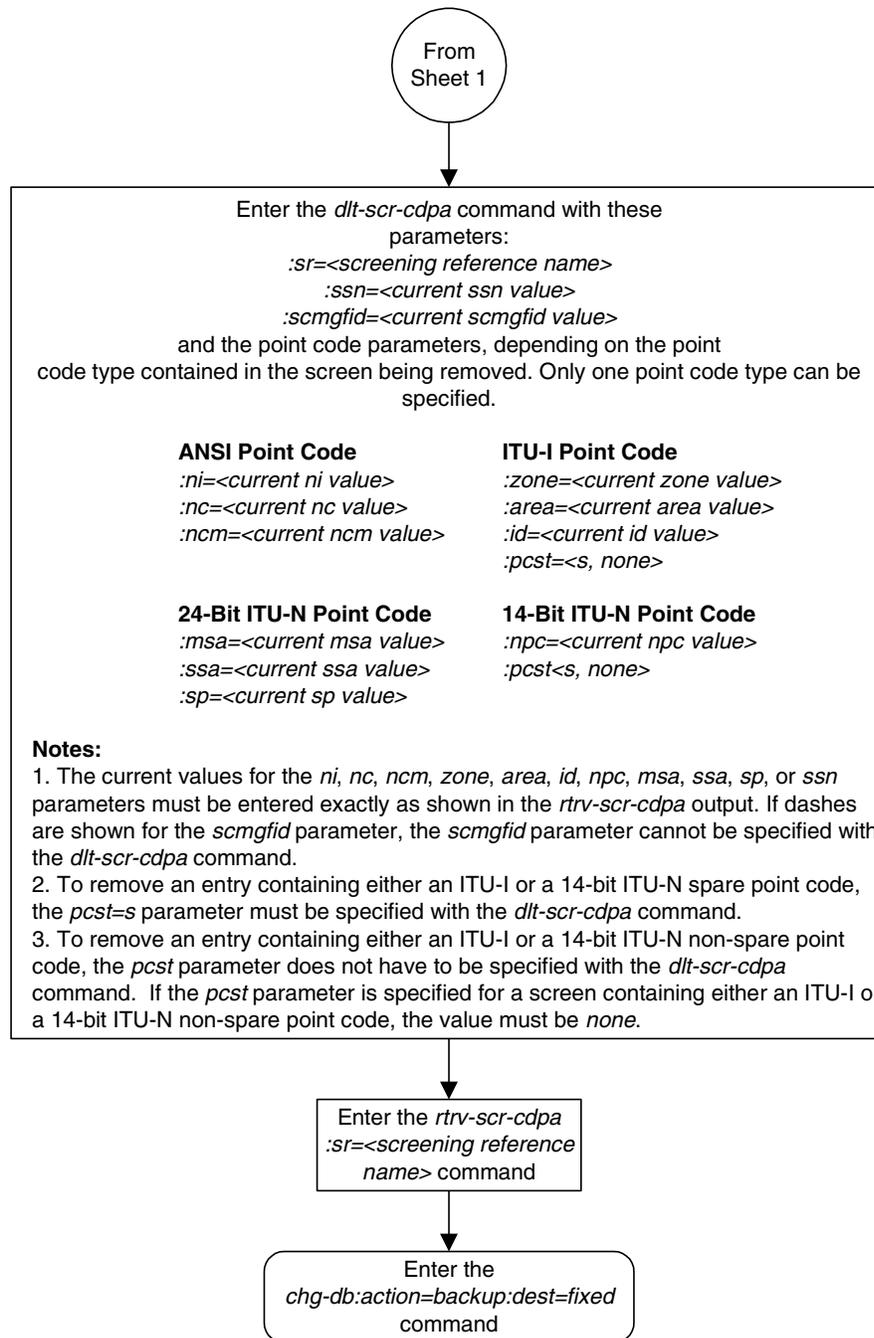 From
Sheet 1
Enter the dlt-scr-cdpa command with these
parameters:
:sr=<screening reference name>
:ssn=<current ssn value>
:scmgfid=<current scmgfid value>
and the point code parameters, depending on the point
code type contained in the screen being removed. Only one point code type can be
specified.
ANSI Point Code
:ni=<current ni value>
:nc=<current nc value>
:ncm=<current ncm value>
ITU-I Point Code
:zone=<current zone value>
:area=<current area value>
:id=<current id value>
:pcst=<s, none>
24-Bit ITU-N Point Code
:msa=<current msa value>
:ssa=<current ssa value>
:sp=<current sp value>
14-Bit ITU-N Point Code
:npc=<current npc value>
:pcst<s, none>
Notes:
1. The current values for the ni, nc, ncm, zone, area, id, npc, msa, ssa, sp, or ssn
parameters must be entered exactly as shown in the rtrv-scr-cdpa output. If dashes
are shown for the scmgfid parameter, the scmgfid parameter cannot be specified with
the dlt-scr-cdpa command.
2. To remove an entry containing either an ITU-I or a 14-bit ITU-N spare point code,
the pcst=s parameter must be specified with the dlt-scr-cdpa command.
3. To remove an entry containing either an ITU-I or a 14-bit ITU-N non-spare point
code, the pcst parameter does not have to be specified with the dlt-scr-cdpa
command. If the pcst parameter is specified for a screen containing either an ITU-I o
a 14-bit ITU-N non-spare point code, the value must be none.
Enter the rtrv-scr-cdpa
:sr=<screening reference
name> command
Enter the
chg-db:action=backup:dest=fixed
command